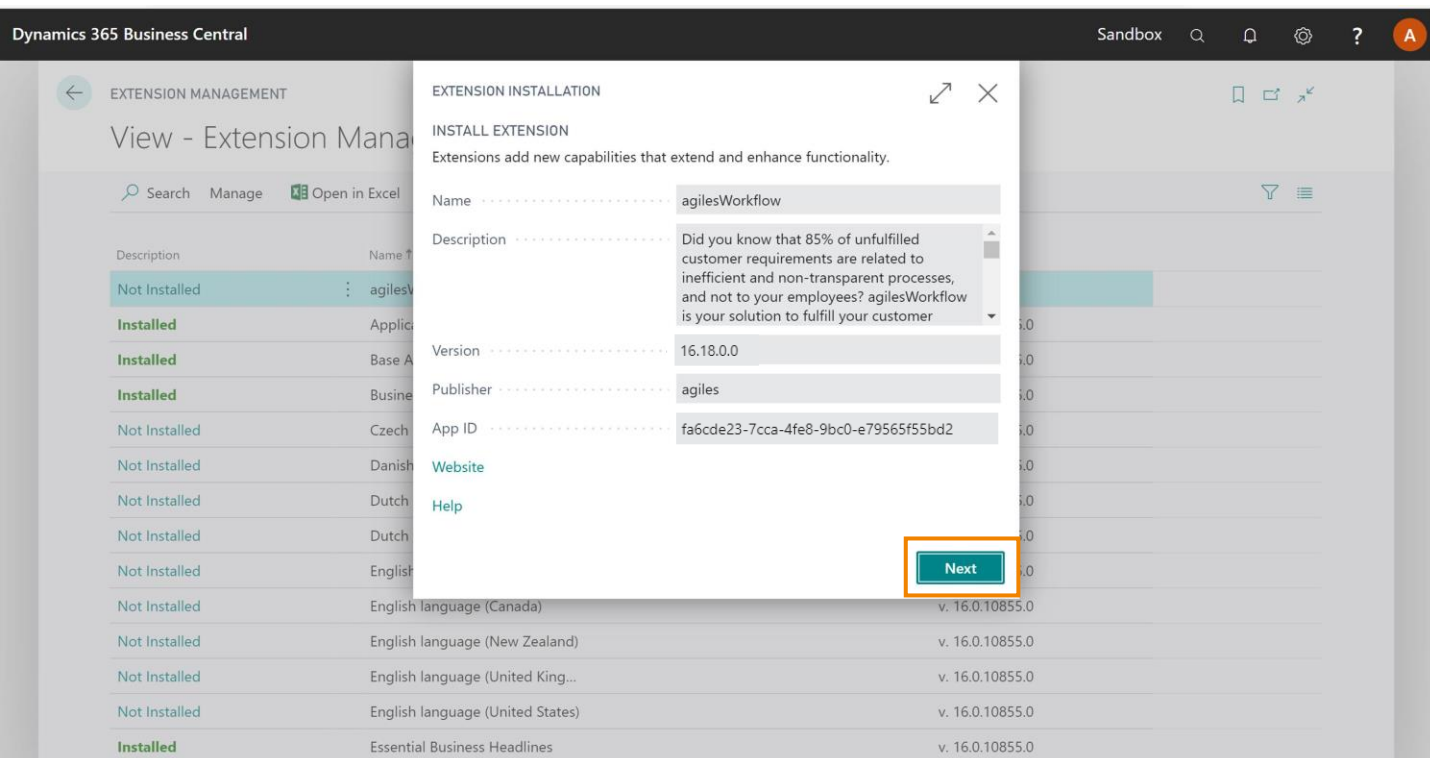 Dynamics 365 Business Central
Sandbox
?
A
EXTENSION MANAGEMENT
View - Extension Mana
Search Manage Open in Excel
Description Name ↑
Not Installed agilesW
Installed Applica
Installed Base A
Installed Busine
Not Installed Czech
Not Installed Danish
Not Installed Dutch
Not Installed Dutch
Not Installed English
Not Installed English language (Canada) v. 16.0.10855.0
Not Installed English language (New Zealand) v. 16.0.10855.0
Not Installed English language (United King... v. 16.0.10855.0
Not Installed English language (United States) v. 16.0.10855.0
Installed Essential Business Headlines v. 16.0.10855.0
EXTENSION INSTALLATION
INSTALL EXTENSION
Extensions add new capabilities that extend and enhance functionality.
Name agilesWorkflow
Description Did you know that 85% of unfulfilled
customer requirements are related to
inefficient and non-transparent processes,
and not to your employees? agilesWorkflow
is your solution to fulfill your customer
Version 16.18.0.0
Publisher agiles
App ID fa6cde23-7cca-4fe8-9bc0-e79565f55bd2
Website
Help
Next